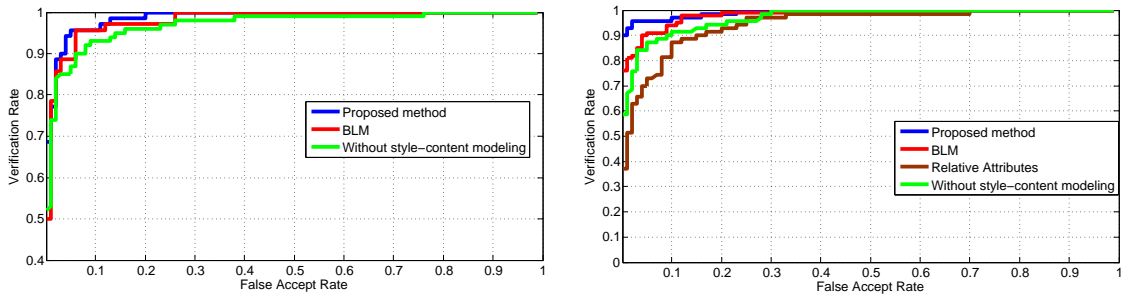 1
0.9
0.8
0.7
0.6
0.5
0.4
Verification Rate
0.1 0.2 0.3 0.4 0.5 0.6 0.7 0.8 0.9 1
False Accept Rate
Proposed method
BLM
Without style−content modeling
1
0.9
0.8
0.7
0.6
0.5
0.4
0.3
0.2
0.1
0
Verification Rate
0.1 0.2 0.3 0.4 0.5 0.6 0.7 0.8 0.9 1
False Accept Rate
Proposed method
BLM
Relative Attributes
Without style−content modeling